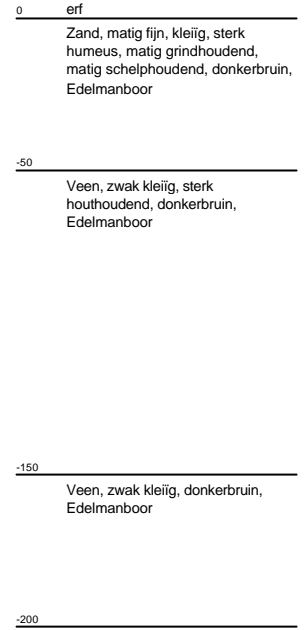 0 erf
Zand, matig fijn, kleiïg, sterk
humeus, matig grindhoudend,
matig schelphoudend, donkerbruin,
Edelmanboor
-50
Veen, zwak kleiïg, sterk
houthoudend, donkerbruin,
Edelmanboor
-150
Veen, zwak kleiïg, donkerbruin,
Edelmanboor
-200